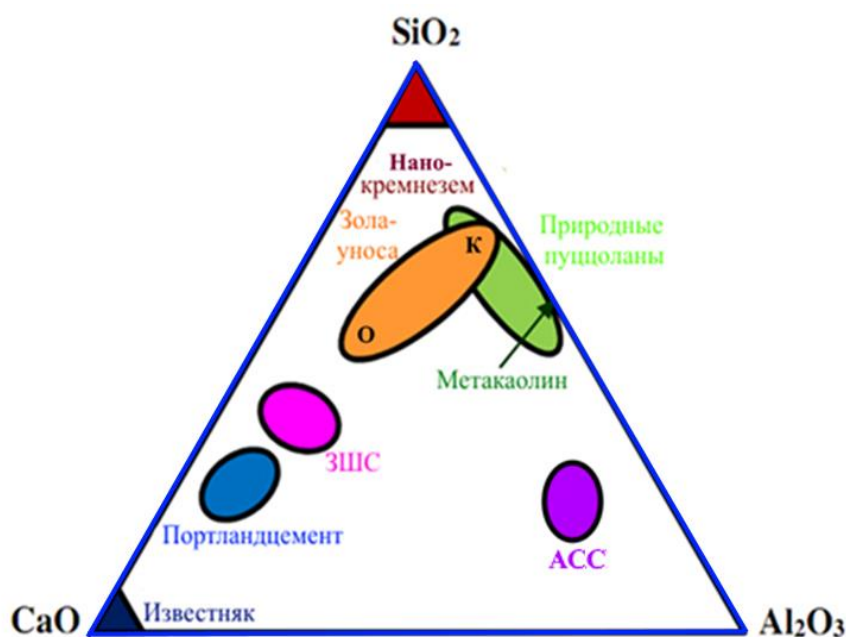 SiO₂
Нано-
кремнезем
Зола-
уноса
К
Природные
пуццоланы
О
Метакаолин
ЗШС
Портландцемент
АСС
Известняк
CaO
Al₂O₃